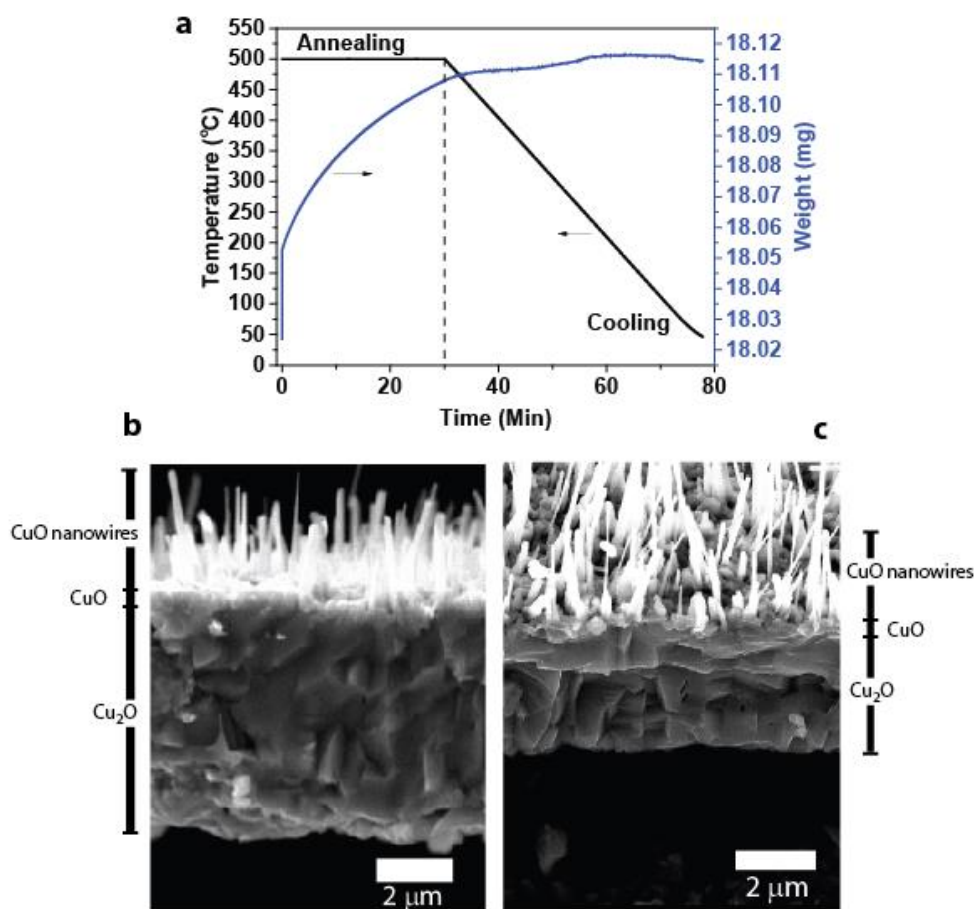 a
Annealing
Cooling
Temperature (°C)
550
500
450
400
350
300
250
200
150
100
50
0
0 20 40 60 80
Time (Min)
18.12
18.11
18.10
18.09
18.08
18.07
18.06
18.05
18.04
18.03
18.02
Weight (mg)
b
CuO nanowires
CuO
Cu₂O
2 μm
c
CuO nanowires
CuO
Cu₂O
2 μm